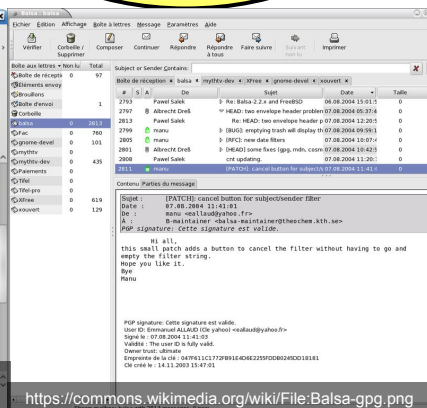 Balsa - balsa
Fichier Édition Affichage Boîte à lettres Message Paramètres Aide
Vérifier Corbeille / Supprimer Composer Continuer Répondre Répondre à tous Faire suivre Suivant non lu Imprimer
Boîte aux lettres Non lu Total
Boîte de réceptio 0 97
Éléments envoy
Brouillons
Boîte d'envoi 1
Corbeille
balsa 0 2813
Fac 0 760
gnome-devel 0 101
mythtv 0
mythtv-dev 0 435
Paiements 0
Tifel 0
Tifel-pro 0
XFree 0 619
xouvert 0 129
Subject or Sender Contains:
Boîte de réception balsa mythtv-dev XFree gnome-devel xouvert
# S A De Sujet Date Taille
2793 Pawel Salek Re: Balsa-2.2.x and FreeBSD 06.08.2004 15:01:5 0
2797 Albrecht Dreß HEAD: two envelope header problem 07.08.2004 05:37:4 0
2813 Pawel Salek Re: HEAD: two envelope header p 07.08.2004 12:20:5 0
2799 manu [BUG]: emptying trash will display th 07.08.2004 09:59:1 0
2805 manu [RFC]: new date filters 07.08.2004 10:07:4 0
2801 Albrecht Dreß [HEAD] some fixes (gpg, mdn, cosm 07.08.2004 10:42:5 0
2808 Pawel Salek cnt updating. 07.08.2004 11:20: 0
2811 manu [PATCH]: cancel button for subject/s 07.08.2004 11:41: 0
Contenu Parties du message
Sujet : [PATCH]: cancel button for subject/sender filter
Date : 07.08.2004 11:41:01
De : manu <eallaud@yahoo.fr>
À : B-maintainer <balsa-maintainer@theochem.kth.se>
PGP signature: Cette signature est valide.
Hi all,
this small patch adds a button to cancel the filter without having to go and
empty the filter string.
Hope you like it.
Bye
Manu
PGP signature: Cette signature est valide.
User ID: Emmanuel ALLAUD (Cle yahoo) <eallaud@yahoo.fr>
Signé le : 07.08.2004 11:41:03
Validité : The user ID is fully valid.
Owner trust: ultimate
Empreinte de la clé : 047F611C1772FB91E4D6E2255FDDB0245DD18181
Clé créé le : 14.11.2003 15:47:01
https://commons.wikimedia.org/wiki/File:Balsa-gpg.png